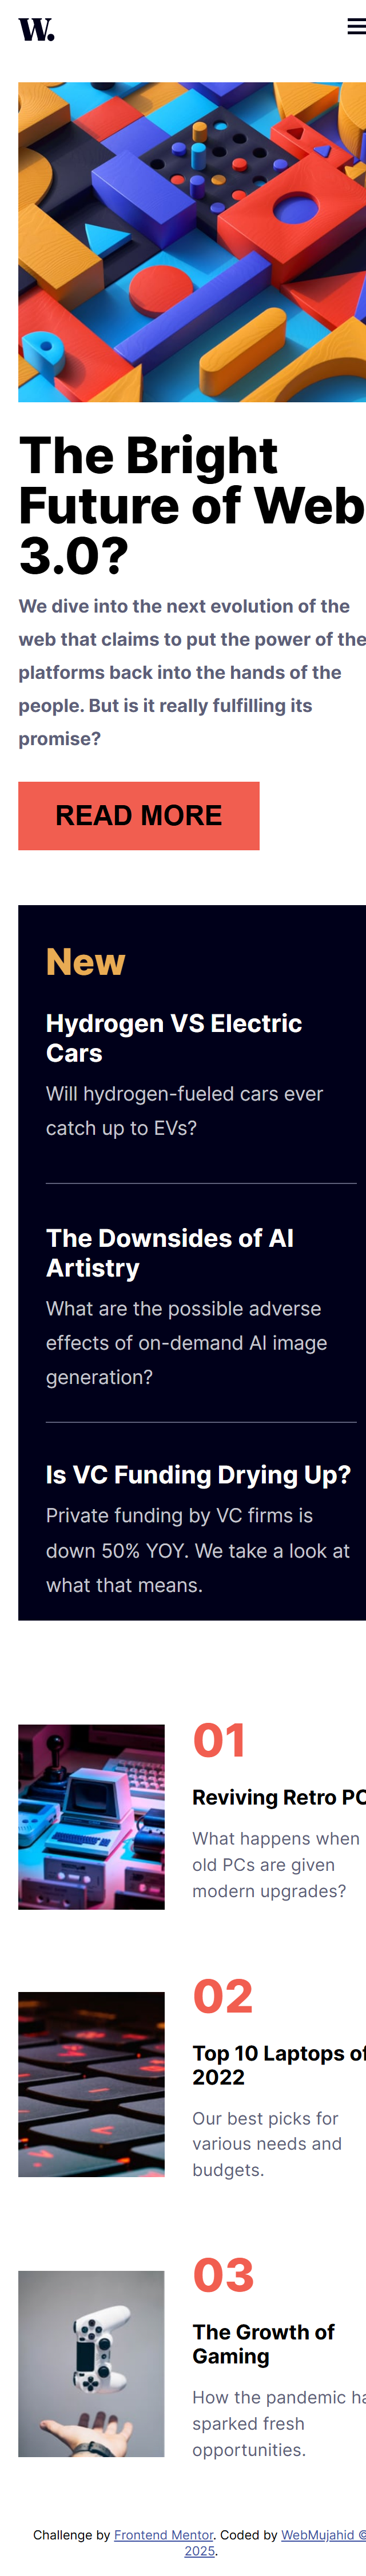 W.
The Bright
Future of Web
3.0?
We dive into the next evolution of the
web that claims to put the power of the
platforms back into the hands of the
people. But is it really fulfilling its
promise?
READ MORE
New
Hydrogen VS Electric
Cars
Will hydrogen-fueled cars ever
catch up to EVs?
The Downsides of AI
Artistry
What are the possible adverse
effects of on-demand AI image
generation?
Is VC Funding Drying Up?
Private funding by VC firms is
down 50% YOY. We take a look at
what that means.
01
Reviving Retro PC
What happens when
old PCs are given
modern upgrades?
02
Top 10 Laptops of
2022
Our best picks for
various needs and
budgets.
03
The Growth of
Gaming
How the pandemic ha
sparked fresh
opportunities.
Challenge by Frontend Mentor. Coded by WebMujahid ©
2025.